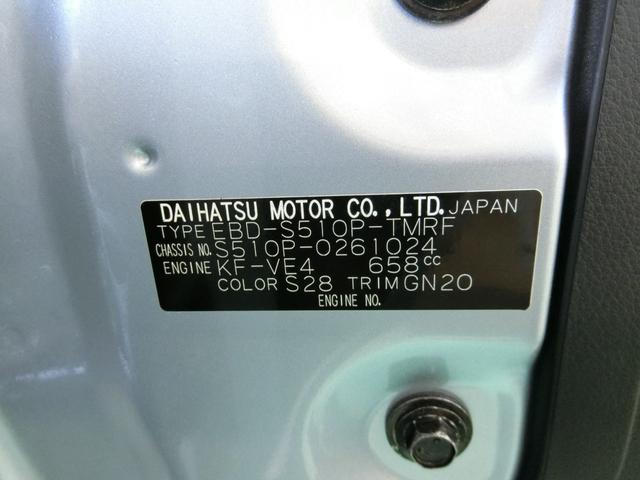 DAIHATSU MOTOR CO.,LTD. JAPAN
TYPE EBD-S510P-TMRF
CHASSIS NO. S510P-0261024
ENGINE KF-VE4 658cc
COLOR S28 TRIM GN20
ENGINE NO.